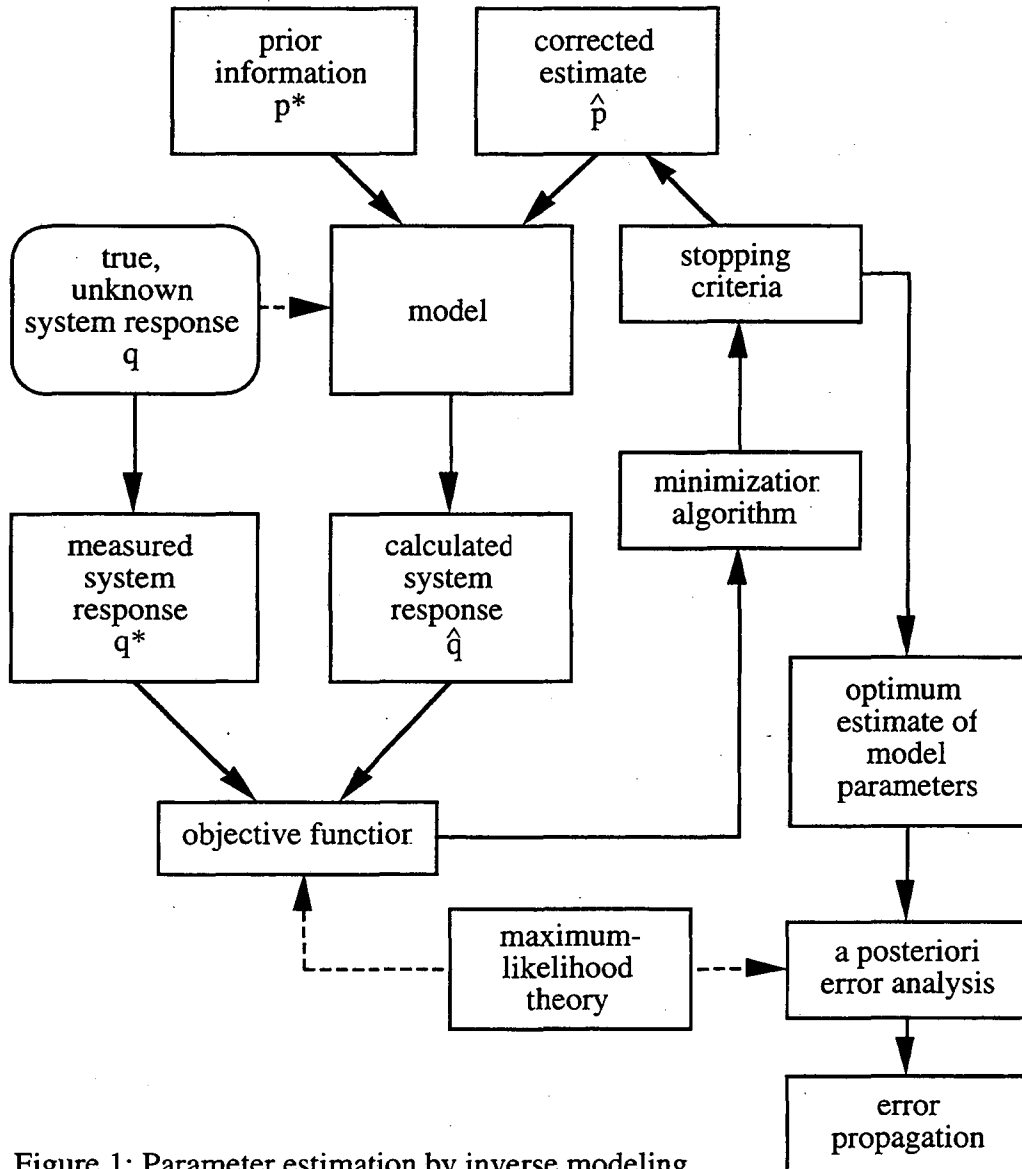 prior
information
p*
corrected
estimate
p̂
true,
unknown
system response
q
model
stopping
criteria
minimization
algorithm
measured
system
response
q*
calculated
system
response
q̂
optimum
estimate of
model
parameters
objective function
maximum-
likelihood
theory
a posteriori
error analysis
error
propagation
Figure 1: Parameter estimation by inverse modeling